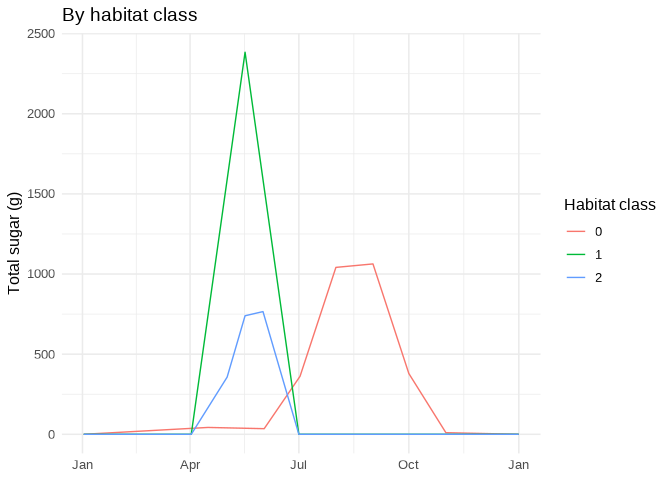 By habitat class
Total sugar (g)
2500
2000
1500
1000
500
0
Jan Apr Jul Oct Jan
Habitat class
0
1
2